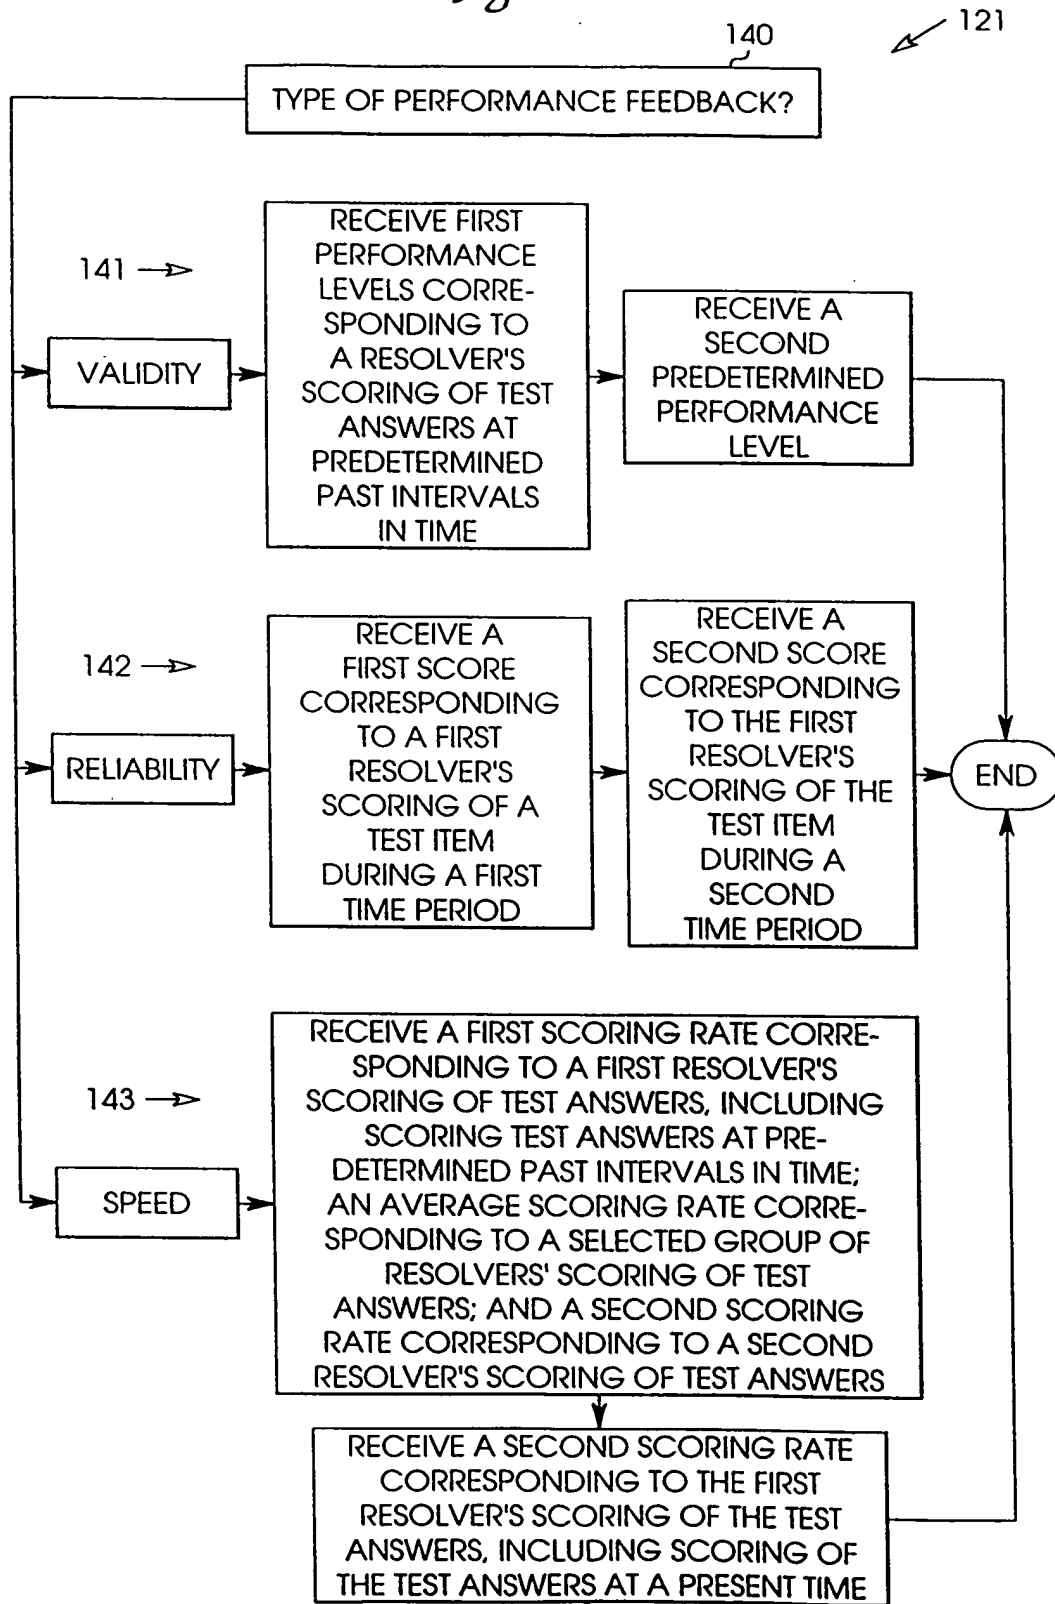 121
140
TYPE OF PERFORMANCE FEEDBACK?
141
VALIDITY
RECEIVE FIRST
PERFORMANCE
LEVELS CORRE-
SPONDING TO
A RESOLVER'S
SCORING OF TEST
ANSWERS AT
PREDETERMINED
PAST INTERVALS
IN TIME
RECEIVE A
SECOND
PREDETERMINED
PERFORMANCE
LEVEL
142
RELIABILITY
RECEIVE A
FIRST SCORE
CORRESPONDING
TO A FIRST
RESOLVER'S
SCORING OF A
TEST ITEM
DURING A FIRST
TIME PERIOD
RECEIVE A
SECOND SCORE
CORRESPONDING
TO THE FIRST
RESOLVER'S
SCORING OF THE
TEST ITEM
DURING A
SECOND
TIME PERIOD
END
143
SPEED
RECEIVE A FIRST SCORING RATE CORRE-
SPONDING TO A FIRST RESOLVER'S
SCORING OF TEST ANSWERS, INCLUDING
SCORING TEST ANSWERS AT PRE-
DETERMINED PAST INTERVALS IN TIME;
AN AVERAGE SCORING RATE CORRE-
SPONDING TO A SELECTED GROUP OF
RESOLVERS' SCORING OF TEST
ANSWERS; AND A SECOND SCORING
RATE CORRESPONDING TO A SECOND
RESOLVER'S SCORING OF TEST ANSWERS
RECEIVE A SECOND SCORING RATE
CORRESPONDING TO THE FIRST
RESOLVER'S SCORING OF THE TEST
ANSWERS, INCLUDING SCORING OF
THE TEST ANSWERS AT A PRESENT TIME